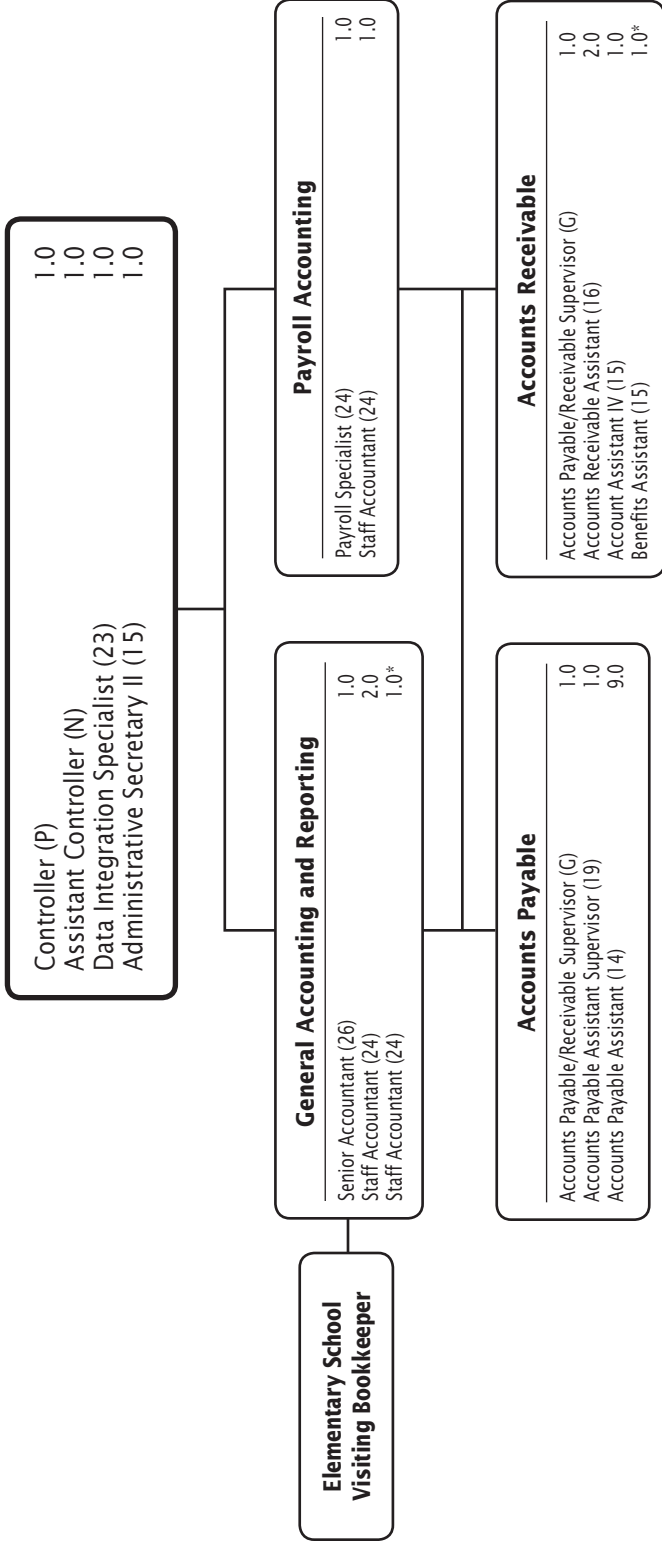 Controller (P) 1.0
Assistant Controller (N) 1.0
Data Integration Specialist (23) 1.0
Administrative Secretary II (15) 1.0
Elementary School
Visiting Bookkeeper
General Accounting and Reporting
Senior Accountant (26) 1.0
Staff Accountant (24) 2.0
Staff Accountant (24) 1.0*
Payroll Accounting
Payroll Specialist (24) 1.0
Staff Accountant (24) 1.0
Accounts Payable
Accounts Payable/Receivable Supervisor (G) 1.0
Accounts Payable Assistant Supervisor (19) 1.0
Accounts Payable Assistant (14) 9.0
Accounts Receivable
Accounts Payable/Receivable Supervisor (G) 1.0
Accounts Receivable Assistant (16) 2.0
Account Assistant IV (15) 1.0
Benefits Assistant (15) 1.0*